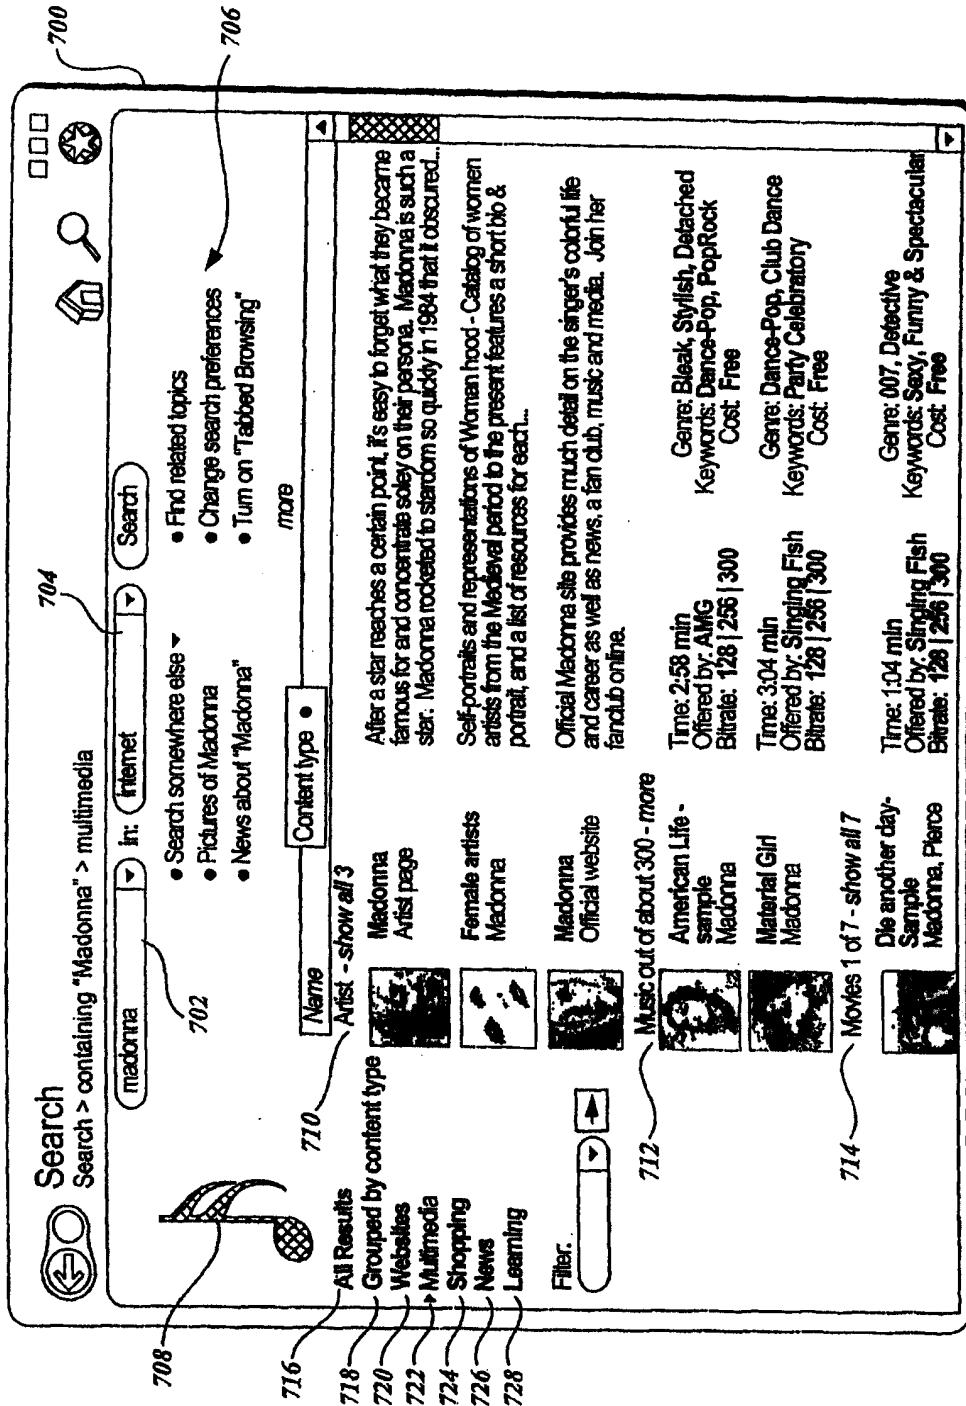 700
Search
Search > containing "Madonna" > multimedia
madonna
in:
internet
Search
702
704
706
708
• Search somewhere else
• Pictures of Madonna
• News about "Madonna"
• Find related topics
• Change search preferences
• Turn on "Tabbed Browsing"
more
716
All Results
718
Grouped by content type
720
Websites
722
Multimedia
724
Shopping
726
News
728
Learning
Filter:
Name
Content type •
710
Artist - show all 3
Madonna
Artist page
After a star reaches a certain point, it's easy to forget what they became
famous for and concentrate soley on their persona. Madonna is such a
star: Madonna rocketed to stardom so quickly in 1984 that it obscured...
Female artists
Madonna
Self-portraits and representations of Woman hood - Catalog of women
artists from the Medieval period to the present features a short bio &
portrait, and a list of resources for each...
Madonna
Official website
Official Madonna site provides much detail on the singer's colorful life
and career as well as news, a fan club, music and media. Join her
fanclub online.
712
Music out of about 300 - more
American Life -
sample
Madonna
Time: 2:58 min
Offered by: AMG
Bitrate: 128 | 256 | 300
Genre: Bleak, Stylish, Detached
Keywords: Dance-Pop, PopRock
Cost: Free
Material Girl
Madonna
Time: 3:04 min
Offered by: Singing Fish
Bitrate: 128 | 256 | 300
Genre: Dance-Pop, Club Dance
Keywords: Party Celebratory
Cost: Free
714
Movies 1 of 7 - show all 7
Die another day-
Sample
Madonna, Pierce
Time: 1:04 min
Offered by: Singing Fish
Bitrate: 128 | 256 | 300
Genre: 007, Detective
Keywords: Sexy, Funny & Spectacular
Cost: Free